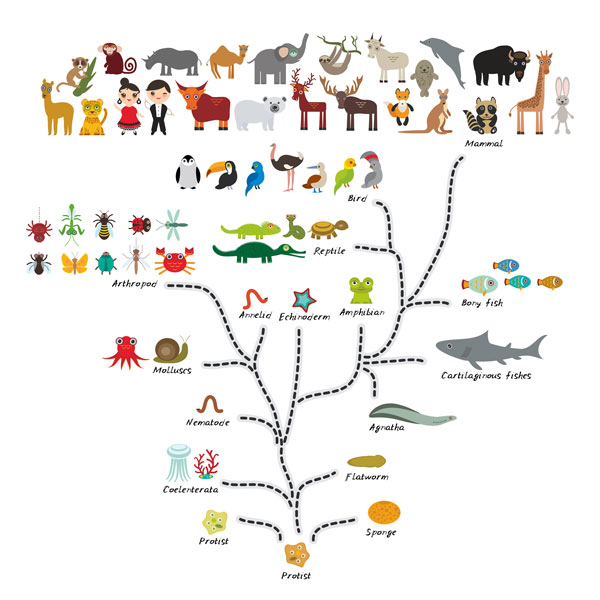 Mammal
Bird
Reptile
Arthropod
Annelid
Echinoderm
Amphibian
Bony fish
Molluscs
Cartilaginous fishes
Nematode
Agnatha
Coelenterata
Flatworm
Protist
Sponge
Protist